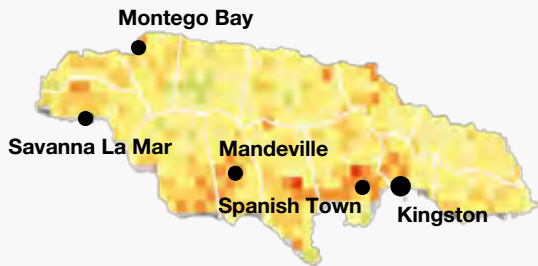 Montego Bay
Savanna La Mar
Mandeville
Spanish Town
Kingston